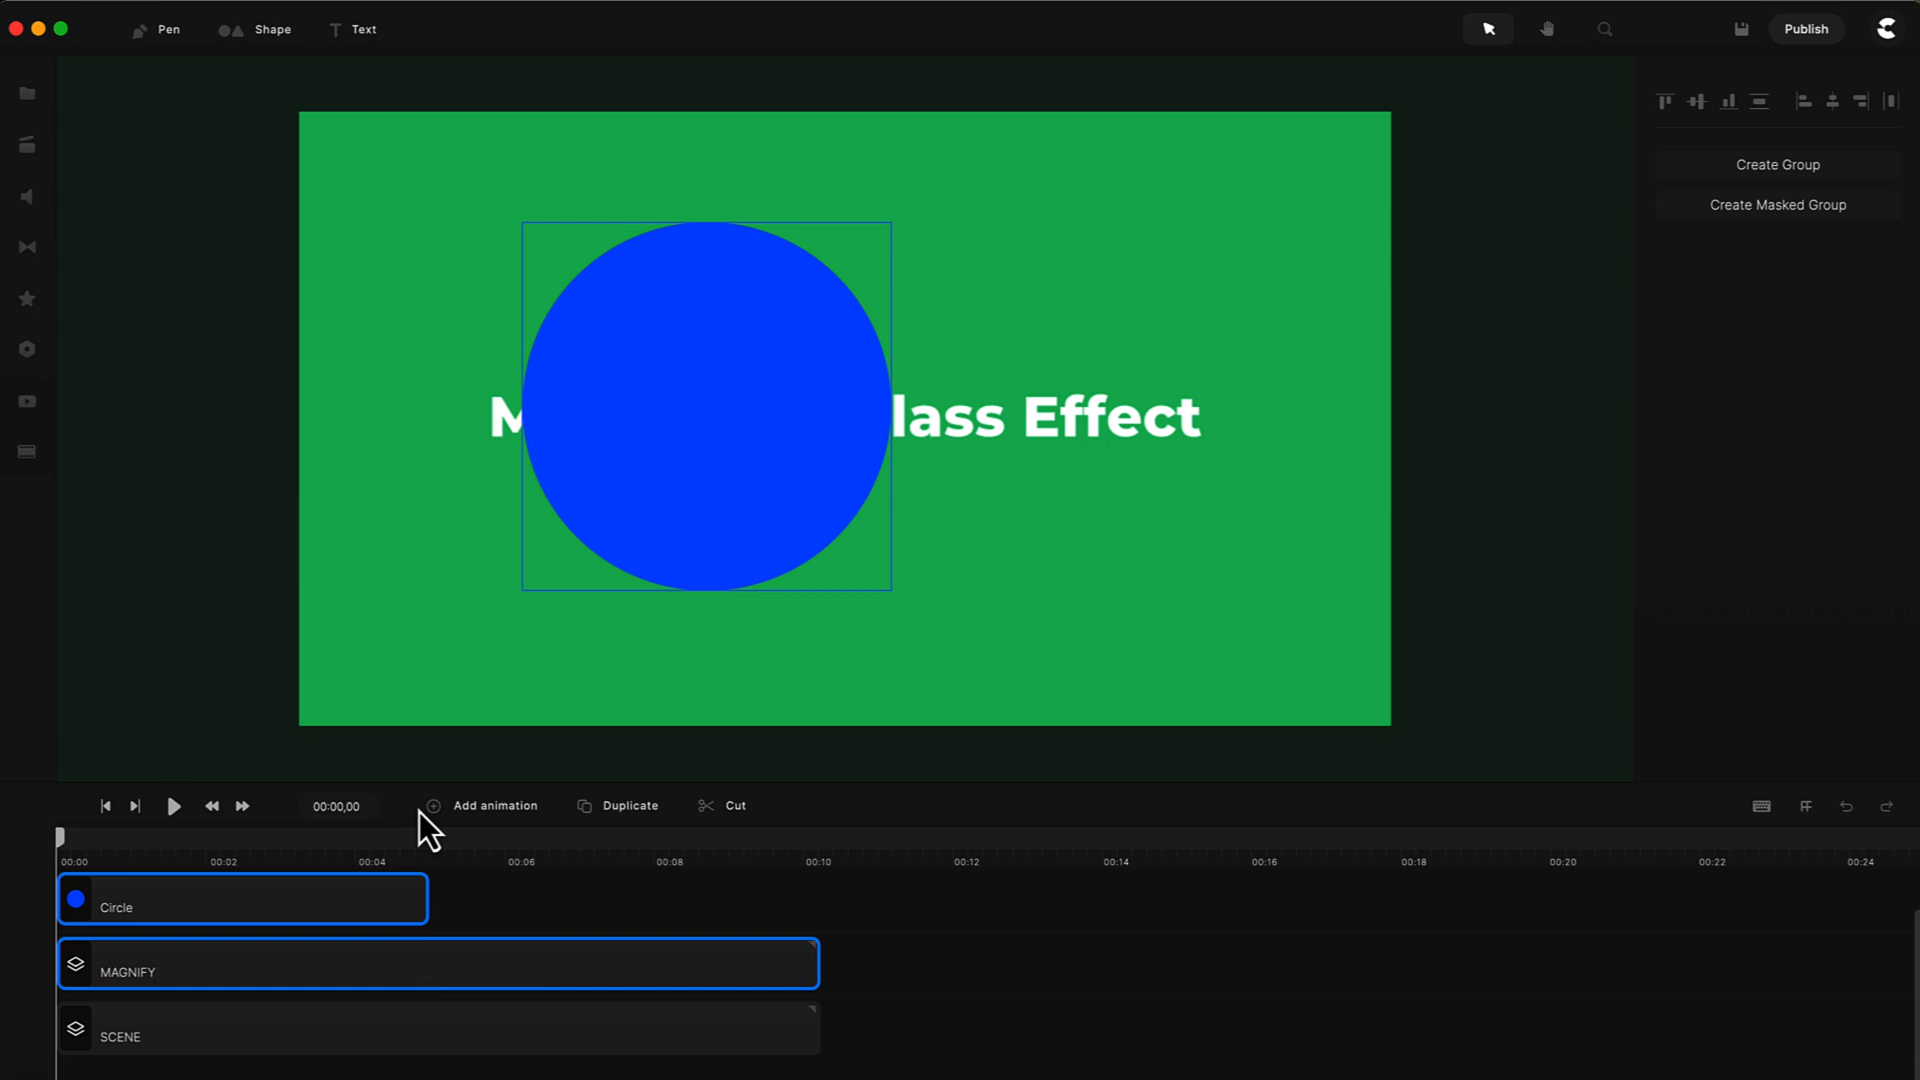 Pen Shape Text Publish
Create Group
Create Masked Group
M lass Effect
00:00,00 Add animation Duplicate Cut
00:00 00:02 00:04 00:06 00:08 00:10 00:12 00:14 00:16 00:18 00:20 00:22 00:24
Circle
MAGNIFY
SCENE